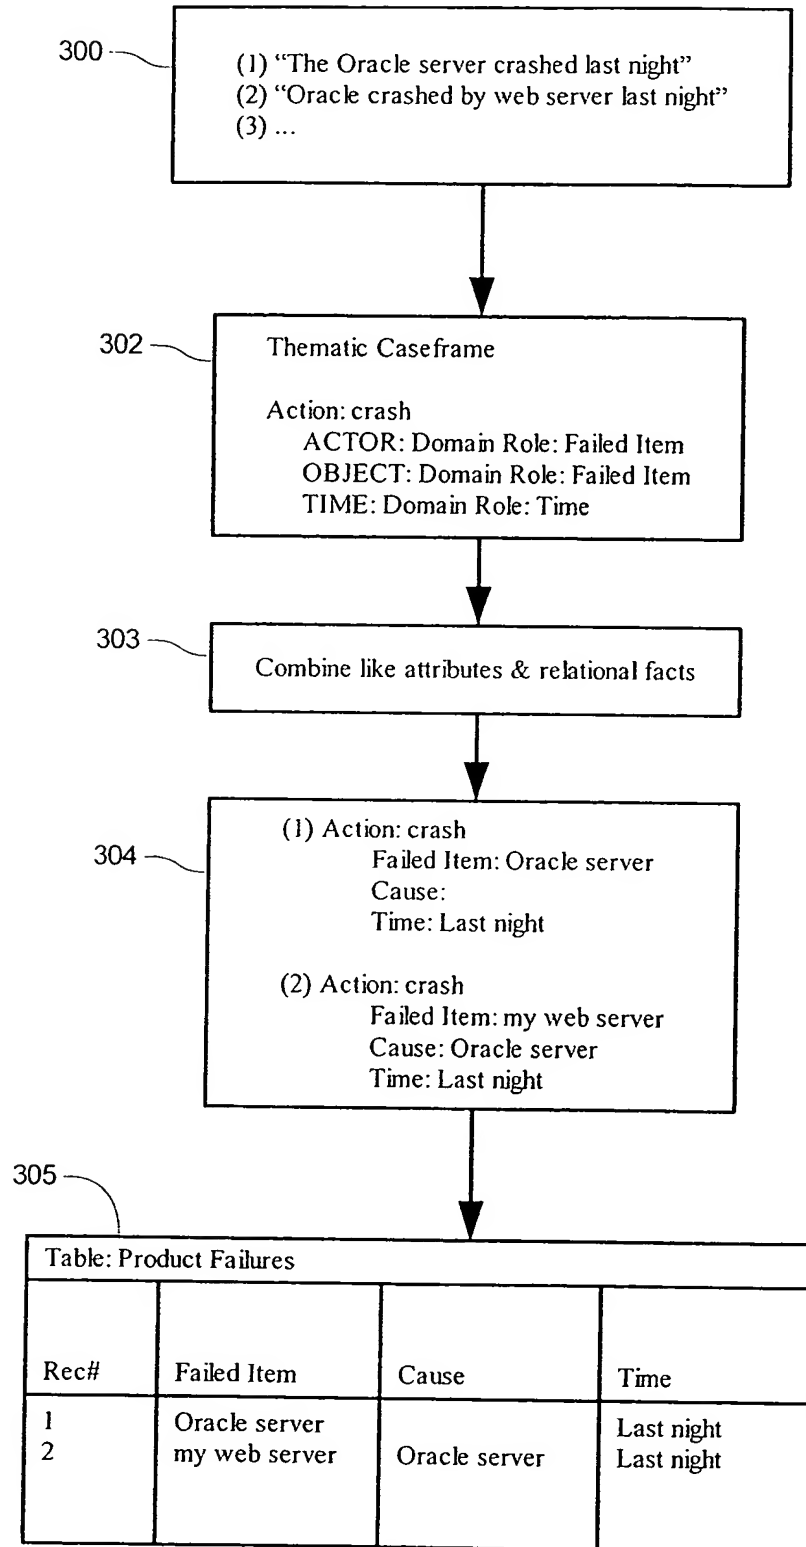 300
(1) “The Oracle server crashed last night”
(2) “Oracle crashed by web server last night”
(3) ...
302
Thematic Caseframe
Action: crash
ACTOR: Domain Role: Failed Item
OBJECT: Domain Role: Failed Item
TIME: Domain Role: Time
303
Combine like attributes & relational facts
304
(1) Action: crash
Failed Item: Oracle server
Cause:
Time: Last night
(2) Action: crash
Failed Item: my web server
Cause: Oracle server
Time: Last night
305
Table: Product Failures
Rec# Failed Item Cause Time
1 Oracle server Last night
2 my web server Oracle server Last night